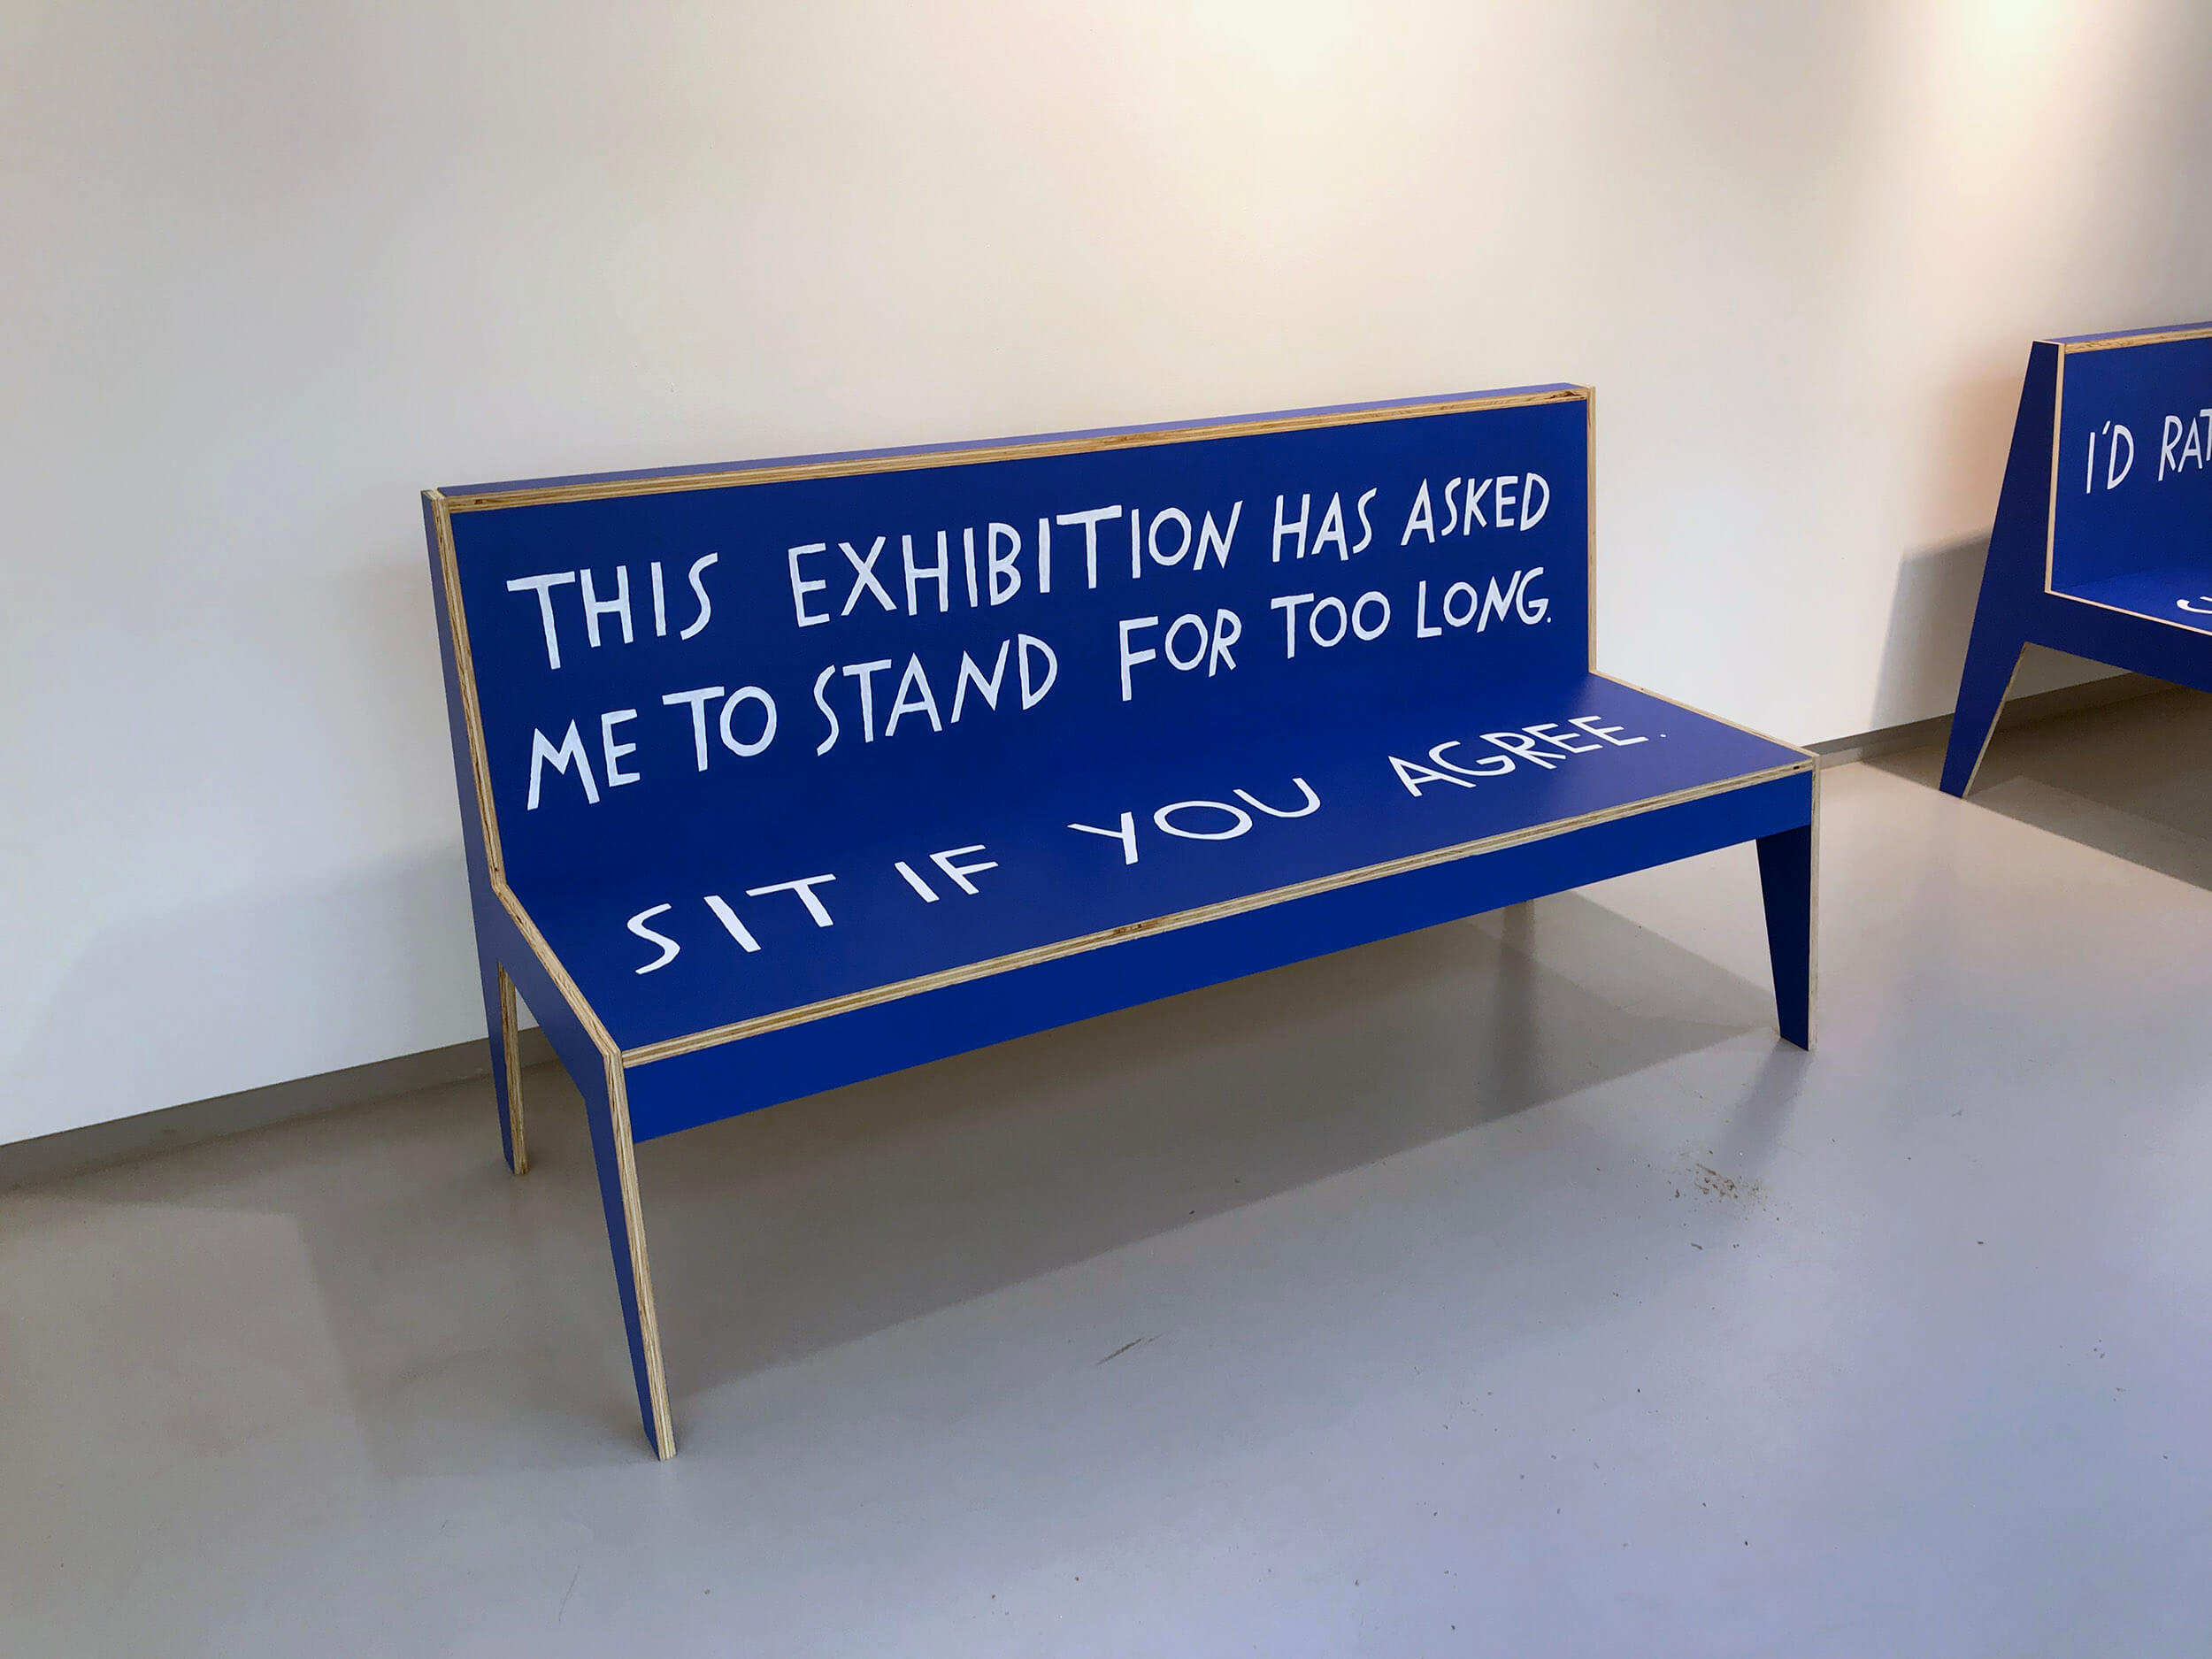 THIS EXHIBITION HAS ASKED
ME TO STAND FOR TOO LONG.
SIT IF YOU AGREE.
I'D